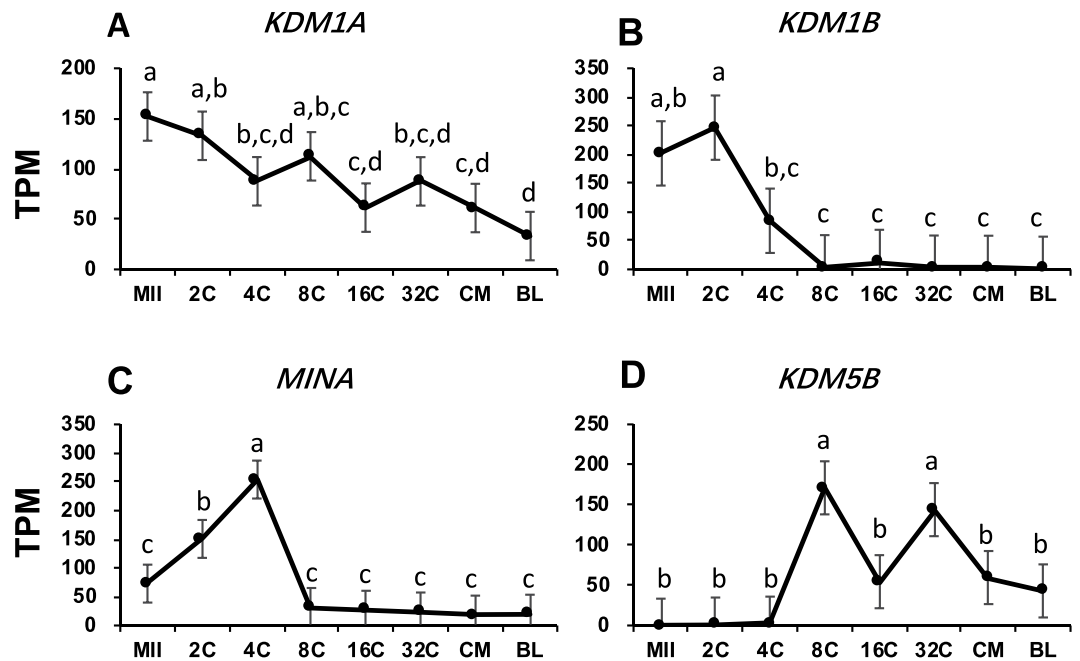 A KDM1A
200
150
100
50
0
TPM
a
a,b
b,c,d
a,b,c
c,d
b,c,d
c,d
d
MII 2C 4C 8C 16C 32C CM BL
B KDM1B
350
300
250
200
150
100
50
0
a,b
a
b,c
c
c
c
c
c
MII 2C 4C 8C 16C 32C CM BL
C MINA
350
300
250
200
150
100
50
0
TPM
c
b
a
c
c
c
c
c
MII 2C 4C 8C 16C 32C CM BL
D KDM5B
250
200
150
100
50
0
b
b
b
a
b
a
b
b
MII 2C 4C 8C 16C 32C CM BL